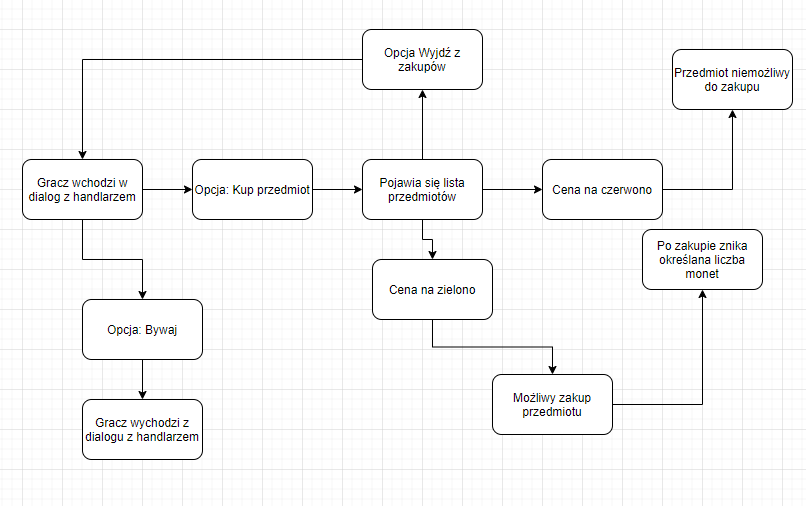 Opcja Wyjdź z
zakupów
Przedmiot niemożliwy
do zakupu
Gracz wchodzi w
dialog z handlarzem
Opcja: Kup przedmiot
Pojawia się lista
przedmiotów
Cena na czerwono
Po zakupie znika
określana liczba
monet
Cena na zielono
Opcja: Bywaj
Możliwy zakup
przedmiotu
Gracz wychodzi z
dialogu z handlarzem